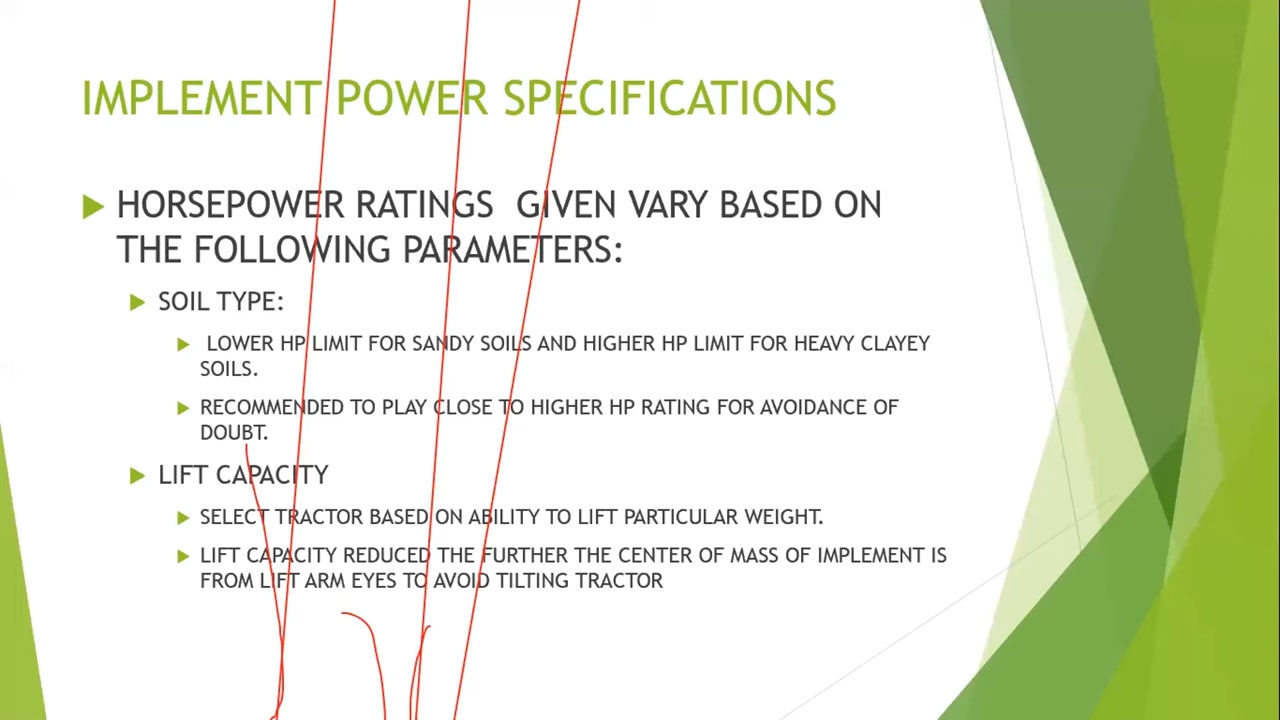 IMPLEMENT POWER SPECIFICATIONS
HORSEPOWER RATINGS GIVEN VARY BASED ON
THE FOLLOWING PARAMETERS:
SOIL TYPE:
LOWER HP LIMIT FOR SANDY SOILS AND HIGHER HP LIMIT FOR HEAVY CLAYEY
SOILS.
RECOMMENDED TO PLAY CLOSE TO HIGHER HP RATING FOR AVOIDANCE OF
DOUBT.
LIFT CAPACITY
SELECT TRACTOR BASED ON ABILITY TO LIFT PARTICULAR WEIGHT.
LIFT CAPACITY REDUCED THE FURTHER THE CENTER OF MASS OF IMPLEMENT IS
FROM LIFT ARM EYES TO AVOID TILTING TRACTOR